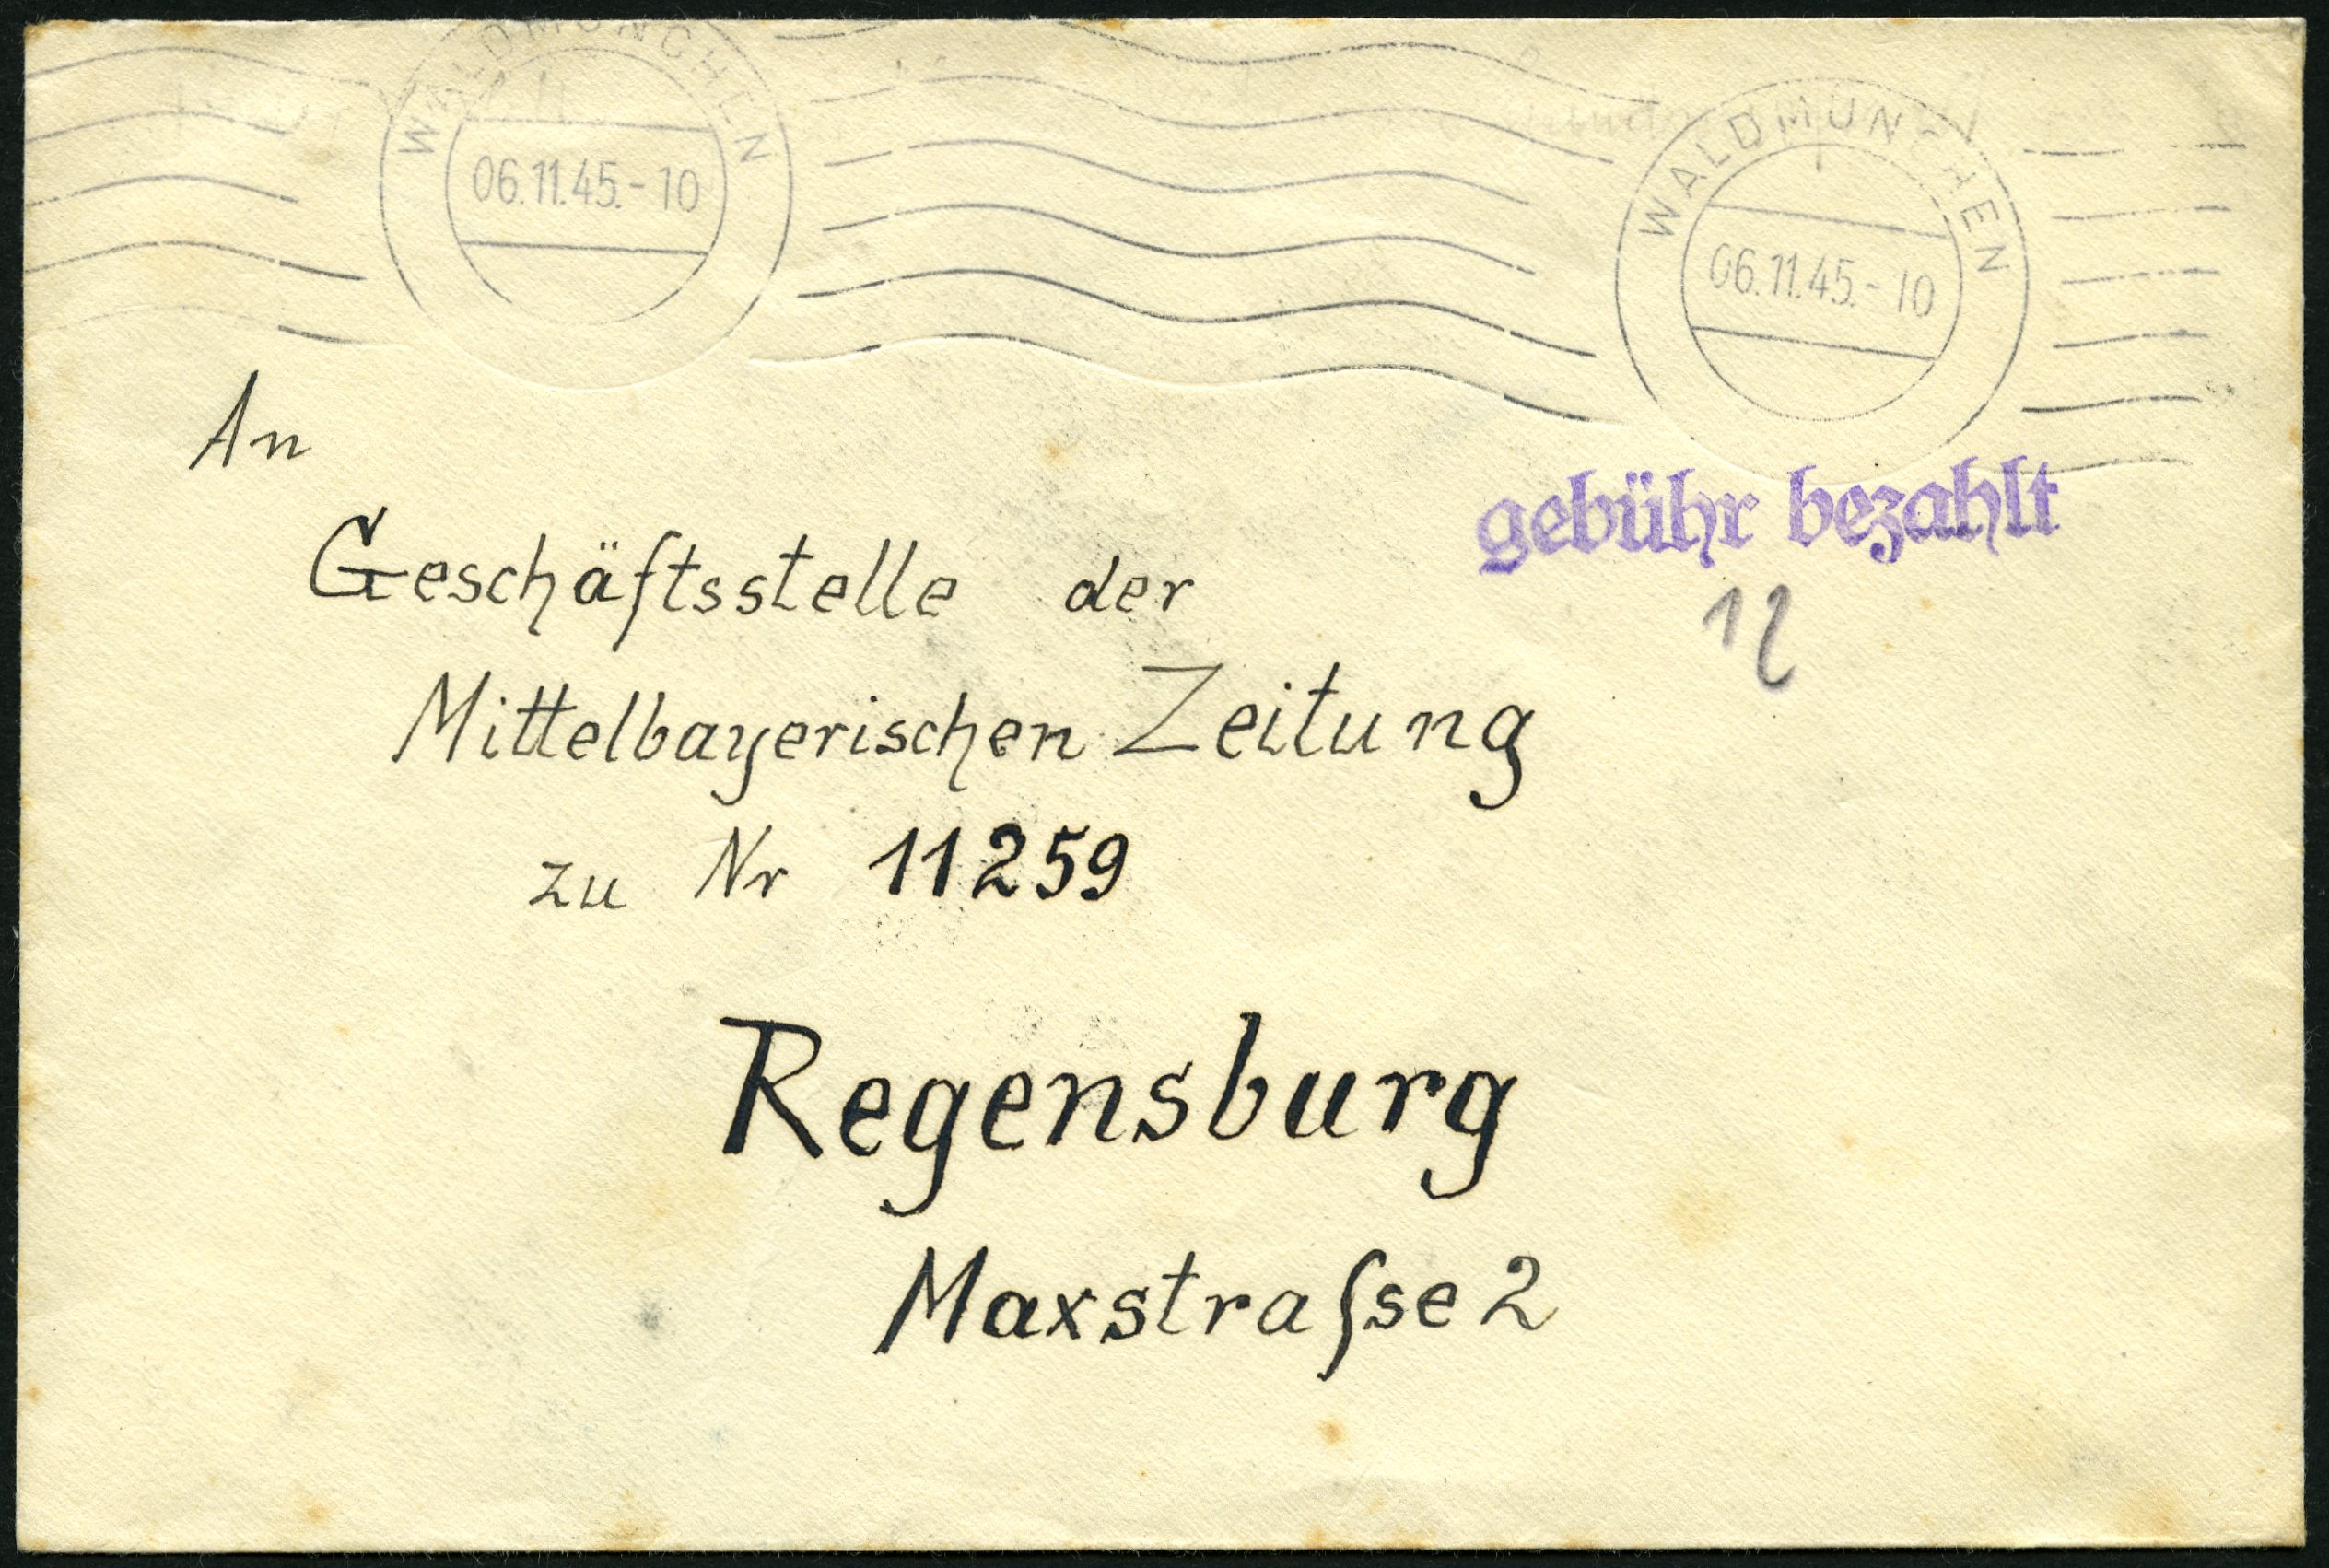 WALDMÜNCHEN
06.11.45.-10
WALDMÜNCHEN
06.11.45.-10
An
gebühr bezahlt
12
Geschäftsstelle der
Mittelbayerischen Zeitung
zu Nr 11259
Regensburg
Maxstraſse 2